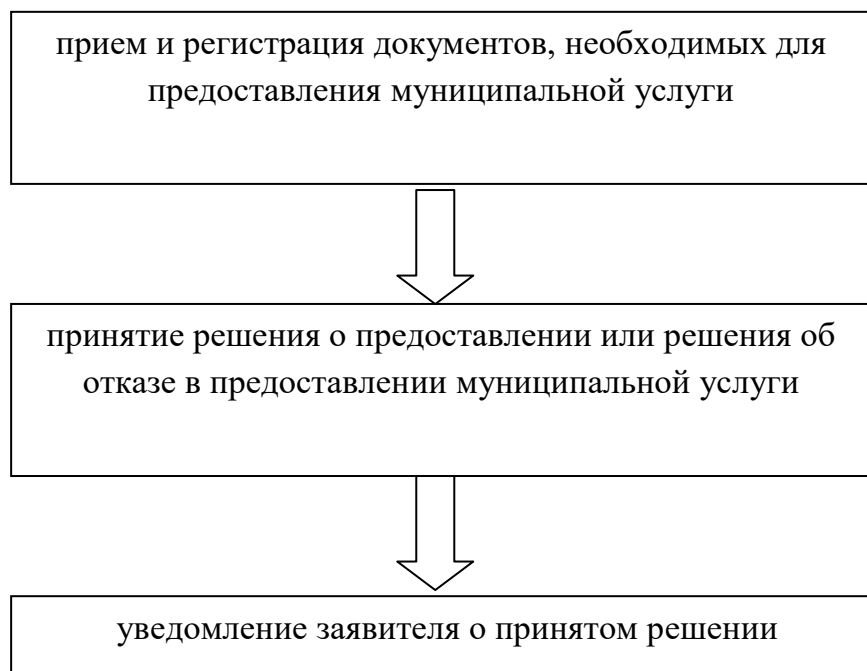 прием и регистрация документов, необходимых для
предоставления муниципальной услуги
принятие решения о предоставлении или решения об
отказе в предоставлении муниципальной услуги
уведомление заявителя о принятом решении